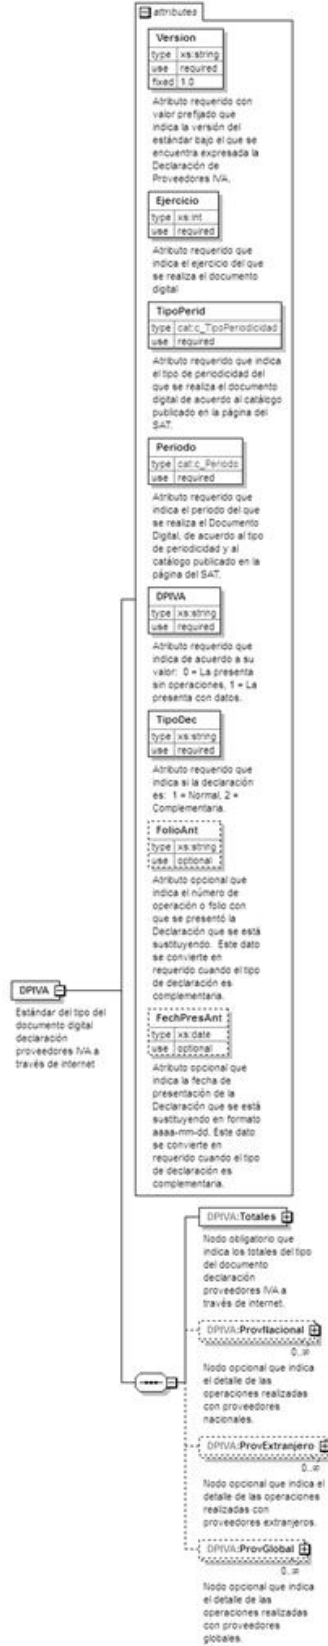 attributes
Version
type xs:string
use required
fixed 1.0
Atributo requerido con
valor prefijado que
indica la versión del
estándar bajo el que se
encuentra expresada la
Declaración de
Proveedores IVA.
Ejercicio
type xs:int
use required
Atributo requerido que
indica el ejercicio del que
se realiza el documento
digital
TipoPerid
type cat:c_TipoPeriodicidad
use required
Atributo requerido que indica
el tipo de periodicidad del
que se realiza el documento
digital de acuerdo al catálogo
publicado en la página del
SAT.
Periodo
type cat:c_Periodo
use required
Atributo requerido que
indica el periodo del que
se realiza el Documento
Digital, de acuerdo al tipo
de periodicidad y al
catálogo publicado en la
página del SAT.
DPIVA
type xs:string
use required
Atributo requerido que
indica de acuerdo a su
valor: 0 = La presenta
sin operaciones, 1 = La
presenta con datos.
TipoDec
type xs:string
use required
Atributo requerido que
indica si la declaración
es: 1 = Normal, 2 =
Complementaria.
FolioAnt
type xs:string
use optional
Atributo opcional que
indica el número de
operación o folio con
que se presentó la
Declaración que se está
sustituyendo. Este dato
se convierte en
requerido cuando el tipo
de declaración es
complementaria.
FechPresAnt
type xs:date
use optional
Atributo opcional que
indica la fecha de
presentación de la
Declaración que se está
sustituyendo en formato
aaaa-mm-dd. Este dato
se convierte en
requerido cuando el tipo
de declaración es
complementaria.
DPIVA
Estándar del tipo del
documento digital
declaración
proveedores IVA a
través de internet
DPIVA:Totales
Nodo obligatorio que
indica los totales del tipo
del documento
declaración
proveedores IVA a
través de internet.
DPIVA:ProvNacional
0..∞
Nodo opcional que indica
el detalle de las
operaciones realizadas
con proveedores
nacionales.
DPIVA:ProvExtranjero
0..∞
Nodo opcional que indica el
detalle de las operaciones
realizadas con
proveedores extranjeros.
DPIVA:ProvGlobal
0..∞
Nodo opcional que indica
el detalle de las
operaciones realizadas
con proveedores
globales.